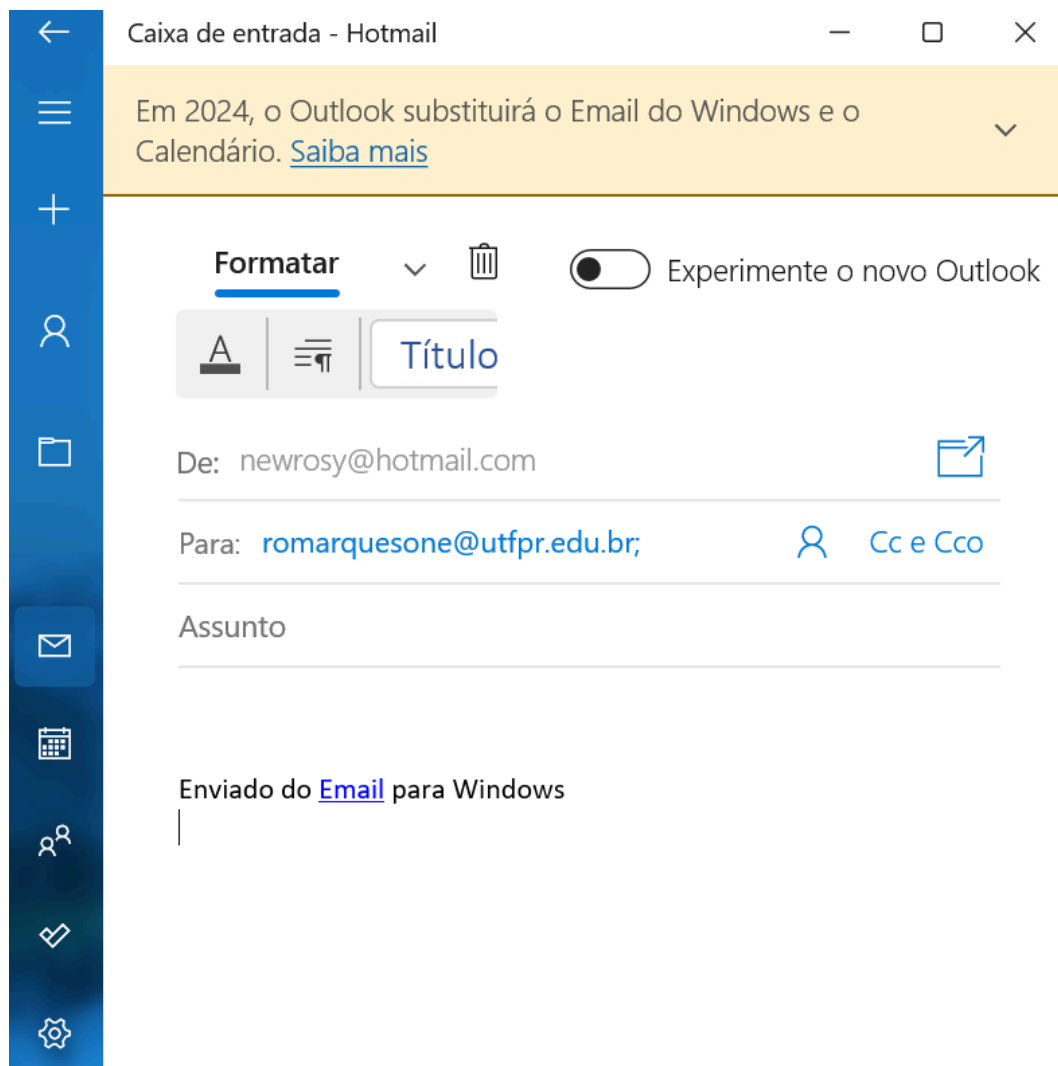 Caixa de entrada - Hotmail
Em 2024, o Outlook substituirá o Email do Windows e o
Calendário. Saiba mais
Formatar
Experimente o novo Outlook
A
Título
De: newrosy@hotmail.com
Para: romarquesone@utfpr.edu.br; Cc e Cco
Assunto
Enviado do Email para Windows